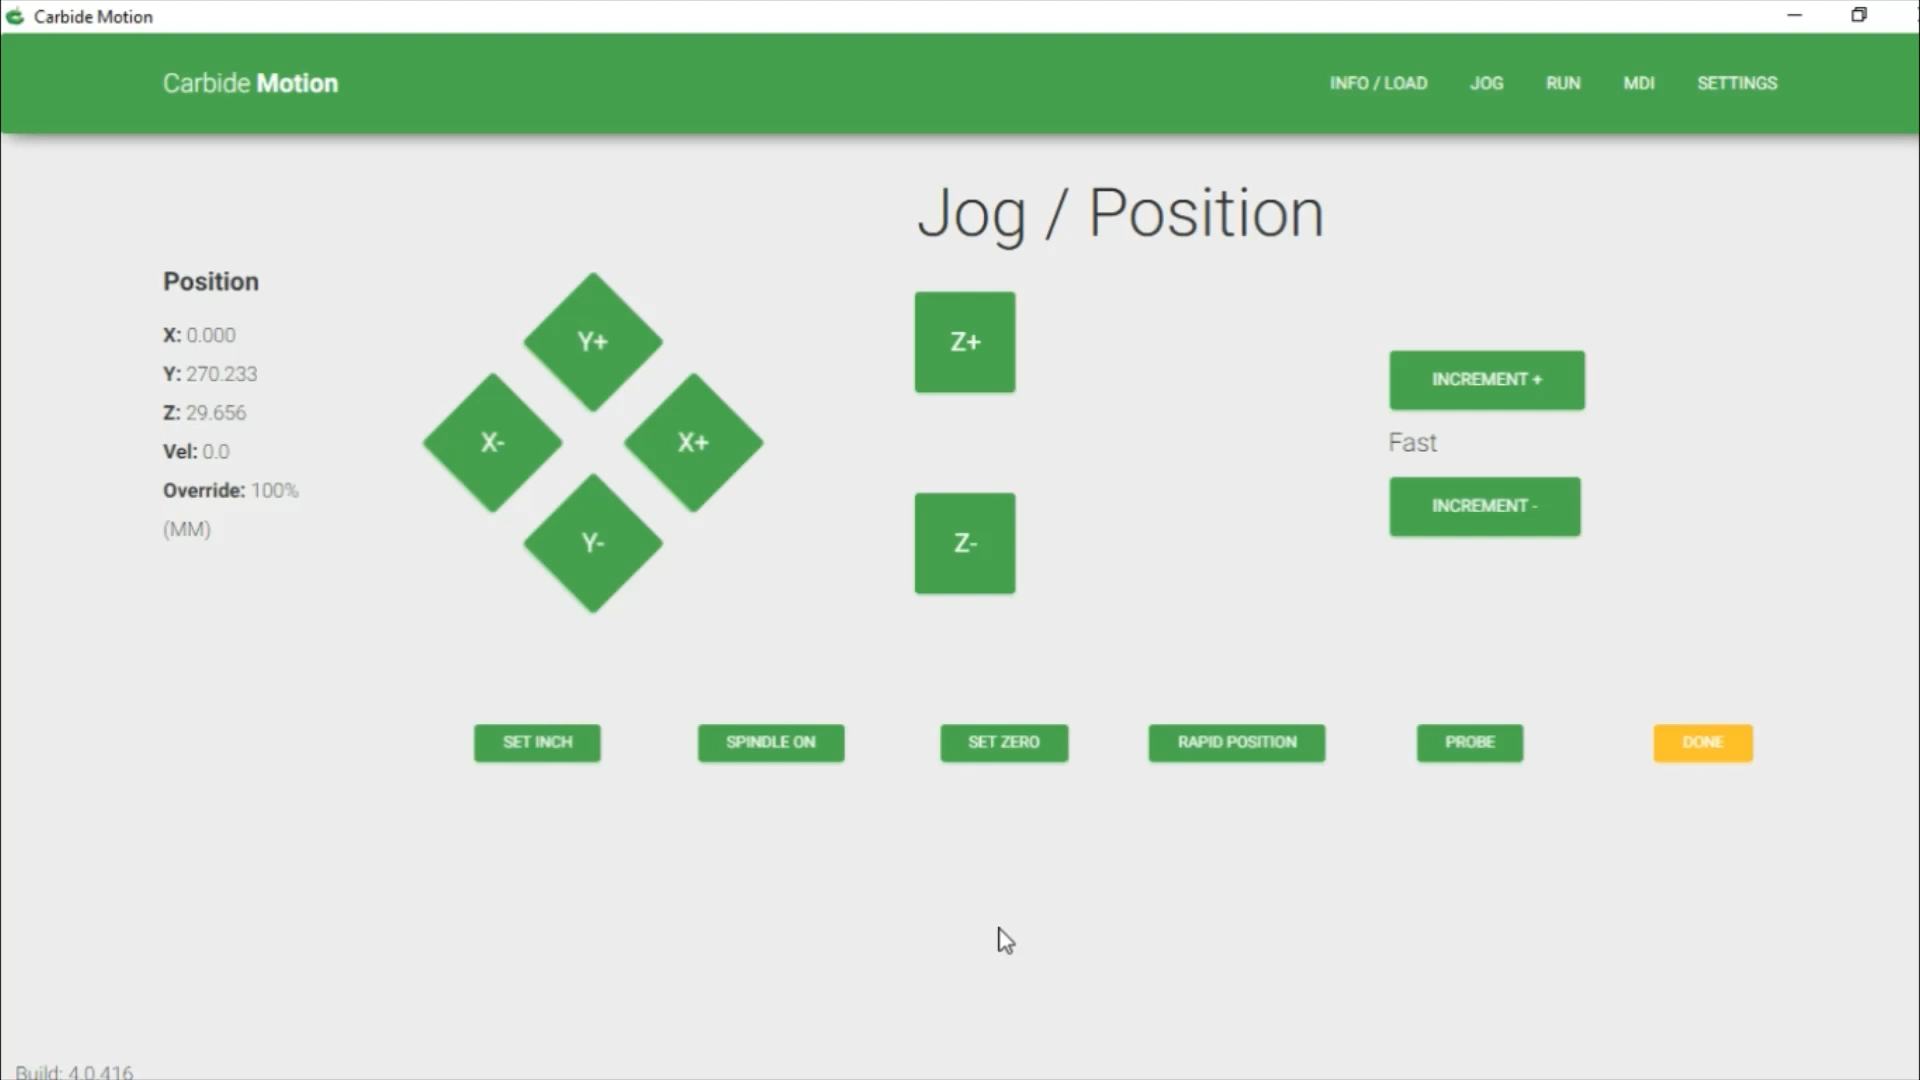 Carbide Motion
Carbide Motion
INFO / LOAD
JOG
RUN
MDI
SETTINGS
Jog / Position
Position
X: 0.000
Y: 270.233
Z: 29.656
Vel: 0.0
Override: 100%
(MM)
Y+
X-
X+
Y-
Z+
Z-
INCREMENT +
Fast
INCREMENT -
SET INCH
SPINDLE ON
SET ZERO
RAPID POSITION
PROBE
DONE
Build: 4.0.416